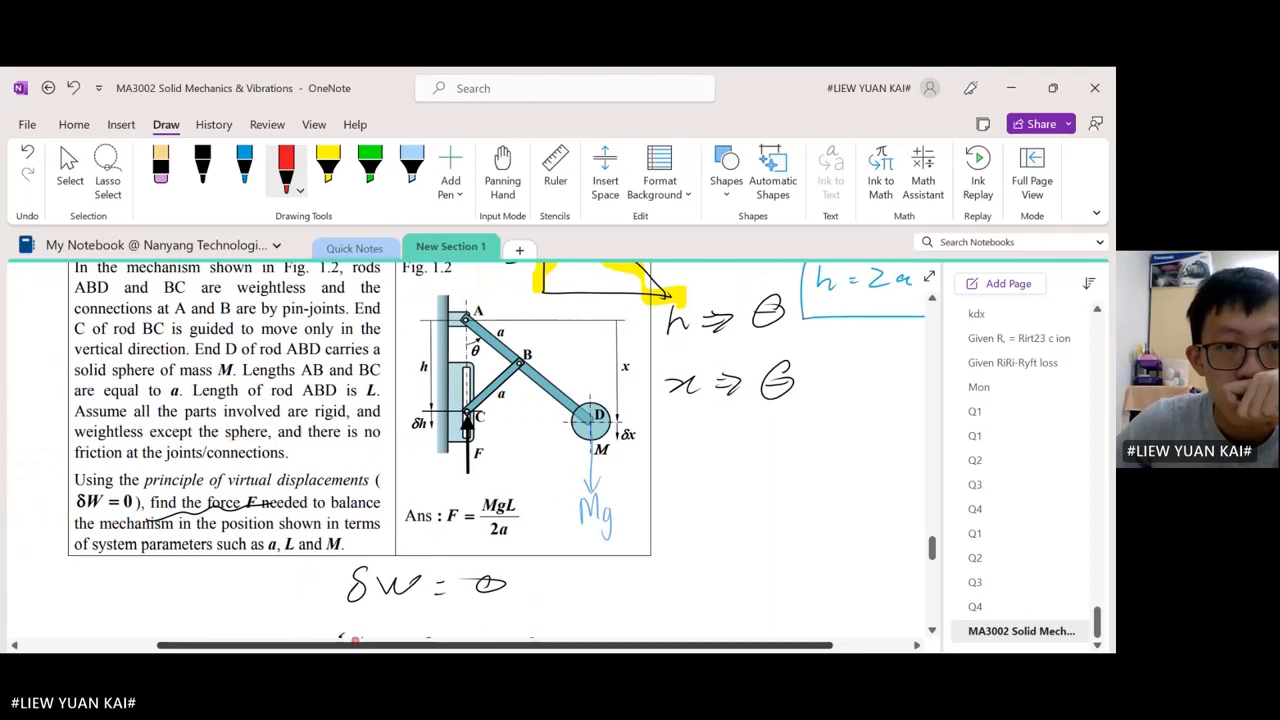 MA3002 Solid Mechanics & Vibrations - OneNote
Search
#LIEW YUAN KAI#
File Home Insert Draw History Review View Help
Share
Undo
Select
Lasso Select
Add Pen
Panning Hand
Ruler
Insert Space
Format Background
Shapes
Automatic Shapes
Ink to Text
Ink to Math
Math Assistant
Ink Replay
Full Page View
Undo
Selection
Drawing Tools
Input Mode
Stencils
Edit
Shapes
Text
Math
Replay
Mode
My Notebook @ Nanyang Technologi...
Quick Notes
New Section 1
Search Notebooks
In the mechanism shown in Fig. 1.2, rods
ABD and BC are weightless and the
connections at A and B are by pin-joints. End
C of rod BC is guided to move only in the
vertical direction. End D of rod ABD carries a
solid sphere of mass M. Lengths AB and BC
are equal to a. Length of rod ABD is L.
Assume all the parts involved are rigid, and
weightless except the sphere, and there is no
friction at the joints/connections.
Using the principle of virtual displacements (
δW = 0), find the force F needed to balance
the mechanism in the position shown in terms
of system parameters such as a, L and M.
Fig. 1.2
A
a
θ
B
h
x
a
C
D
δh
δx
M
F
Mg
Ans : F = MgL
2a
h = 2a
h => θ
x => θ
δW = 0
Add Page
kdx
Given R, = Rirt23 c ion
Given RiRi-Ryft loss
Mon
Q1
Q1
Q2
Q3
Q4
Q1
Q2
Q3
Q4
MA3002 Solid Mech...
#LIEW YUAN KAI#
#LIEW YUAN KAI#